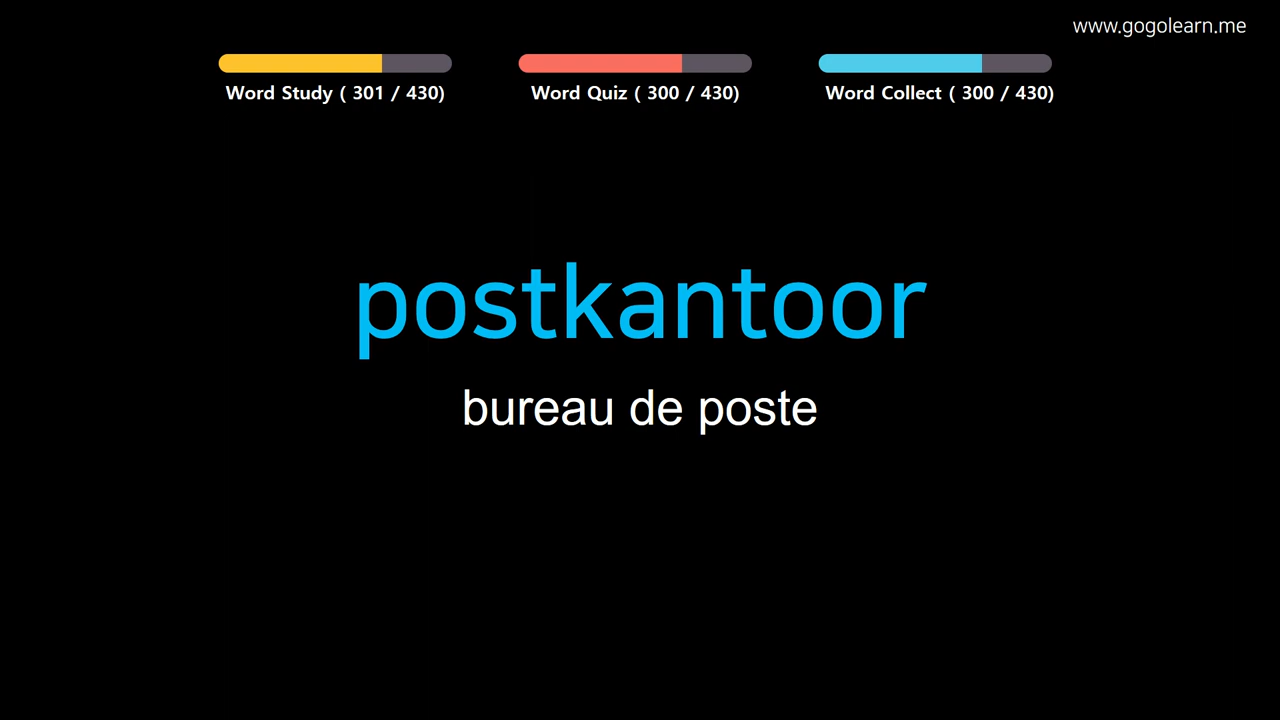 www.gogolearn.me
Word Study ( 301 / 430)
Word Quiz ( 300 / 430)
Word Collect ( 300 / 430)
postkantoor
bureau de poste